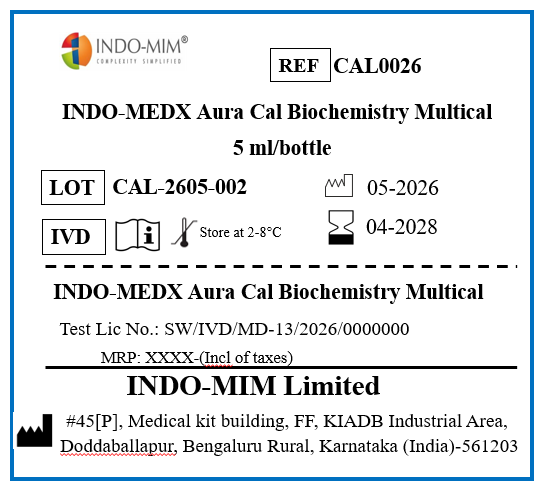 INDO-MIM®
COMPLEXITY SIMPLIFIED
REF CAL0026
INDO-MEDX Aura Cal Biochemistry Multical
5 ml/bottle
LOT CAL-2605-002
05-2026
IVD
i
Store at 2-8°C
04-2028
INDO-MEDX Aura Cal Biochemistry Multical
Test Lic No.: SW/IVD/MD-13/2026/0000000
MRP: XXXX-(Incl of taxes)
INDO-MIM Limited
#45[P], Medical kit building, FF, KIADB Industrial Area,
Doddaballapur, Bengaluru Rural, Karnataka (India)-561203